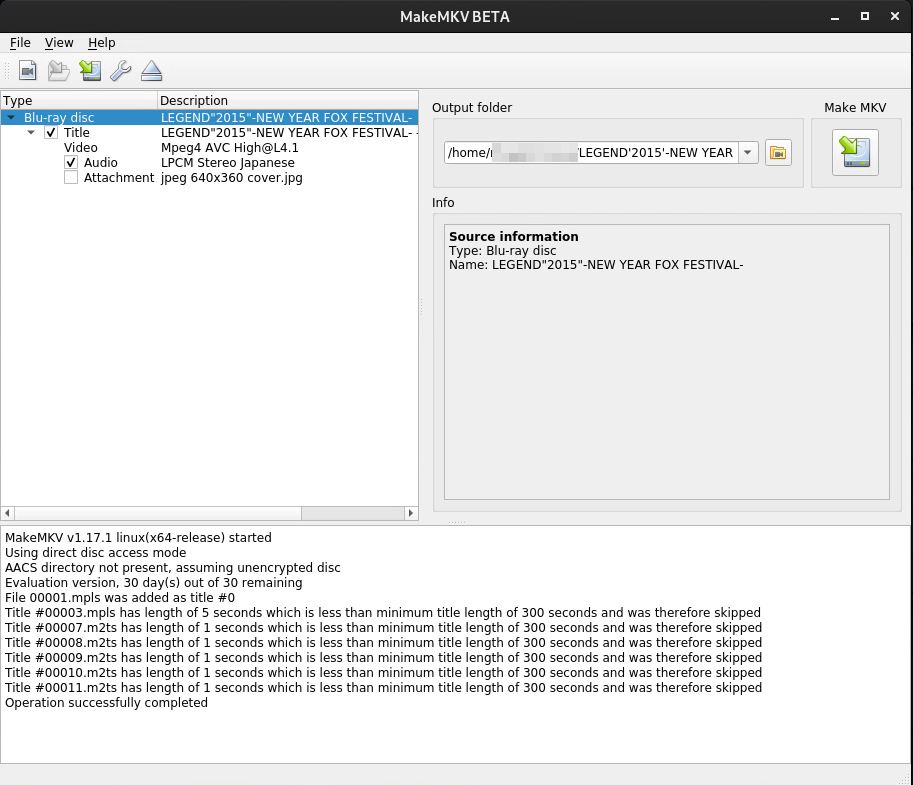 MakeMKV BETA
File View Help
Type Description
Blu-ray disc LEGEND"2015"-NEW YEAR FOX FESTIVAL-
Title LEGEND"2015"-NEW YEAR FOX FESTIVAL- -
Video Mpeg4 AVC High@L4.1
Audio LPCM Stereo Japanese
Attachment jpeg 640x360 cover.jpg
Output folder
/home/ /LEGEND'2015'-NEW YEAR
Make MKV
Info
Source information
Type: Blu-ray disc
Name: LEGEND"2015"-NEW YEAR FOX FESTIVAL-
MakeMKV v1.17.1 linux(x64-release) started
Using direct disc access mode
AACS directory not present, assuming unencrypted disc
Evaluation version, 30 day(s) out of 30 remaining
File 00001.mpls was added as title #0
Title #00003.mpls has length of 5 seconds which is less than minimum title length of 300 seconds and was therefore skipped
Title #00007.m2ts has length of 1 seconds which is less than minimum title length of 300 seconds and was therefore skipped
Title #00008.m2ts has length of 1 seconds which is less than minimum title length of 300 seconds and was therefore skipped
Title #00009.m2ts has length of 1 seconds which is less than minimum title length of 300 seconds and was therefore skipped
Title #00010.m2ts has length of 1 seconds which is less than minimum title length of 300 seconds and was therefore skipped
Title #00011.m2ts has length of 1 seconds which is less than minimum title length of 300 seconds and was therefore skipped
Operation successfully completed